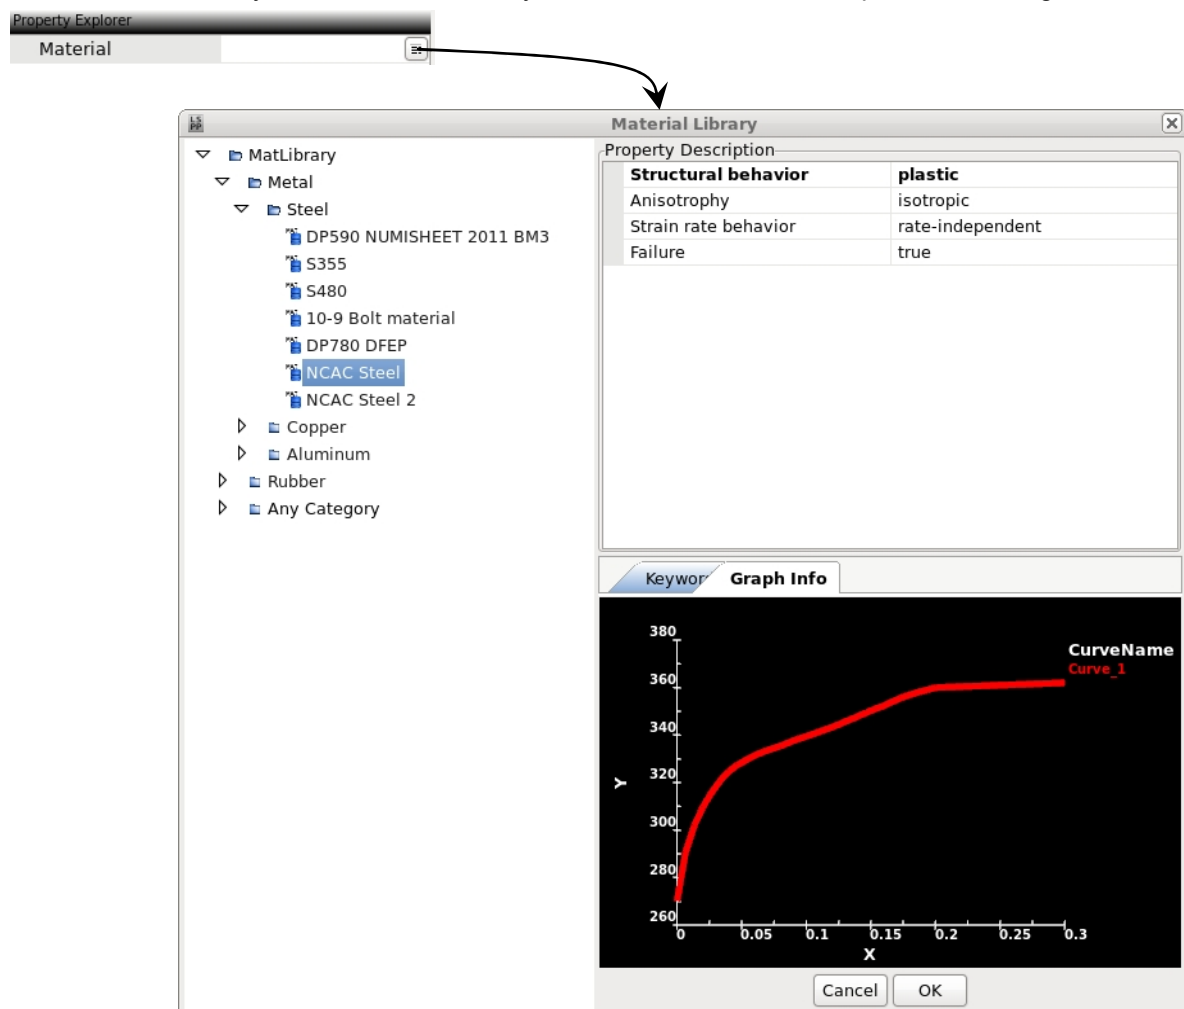 Property Explorer
Material
LS
PP
Material Library
MatLibrary
Metal
Steel
DP590 NUMISHEET 2011 BM3
S355
S480
10-9 Bolt material
DP780 DFEP
NCAC Steel
NCAC Steel 2
Copper
Aluminum
Rubber
Any Category
Property Description
Structural behavior plastic
Anisotrophy isotropic
Strain rate behavior rate-independent
Failure true
Keywor Graph Info
380
360
340
320
300
280
260
Y
0 0.05 0.1 0.15 0.2 0.25 0.3
X
CurveName
Curve_1
Cancel OK